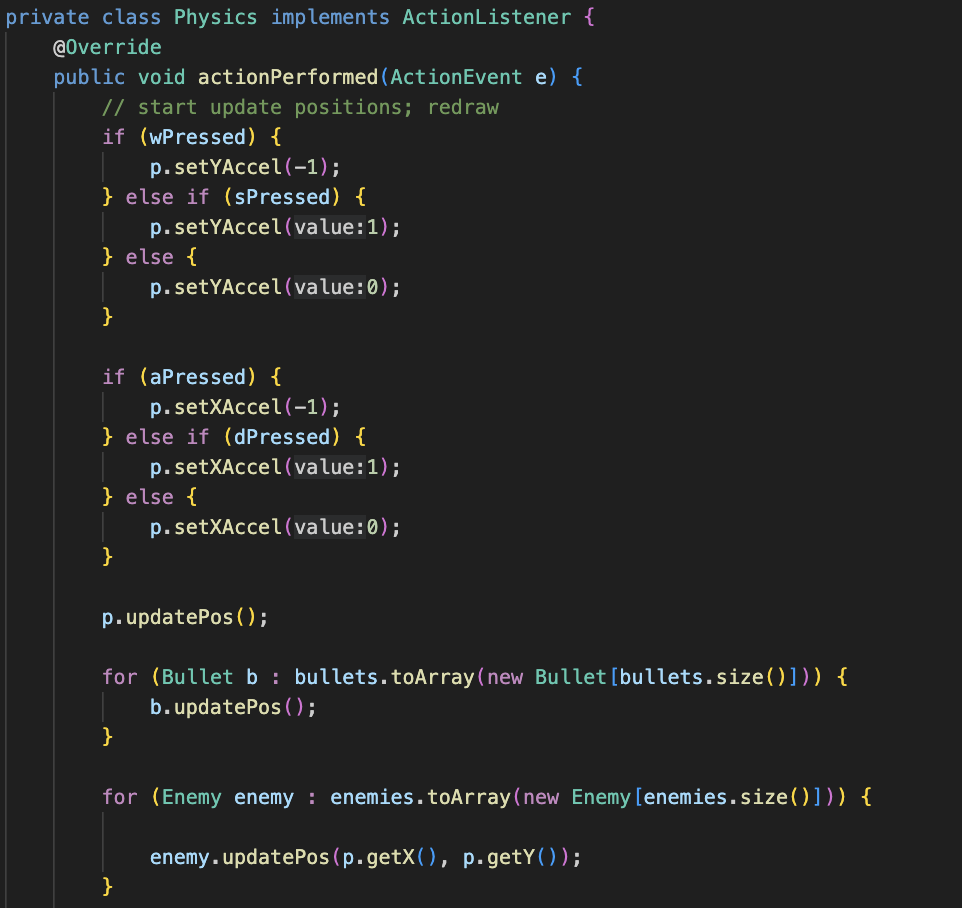 private class Physics implements ActionListener {
@Override
public void actionPerformed(ActionEvent e) {
// start update positions; redraw
if (wPressed) {
p.setYAccel(-1);
} else if (sPressed) {
p.setYAccel(value:1);
} else {
p.setYAccel(value:0);
}
if (aPressed) {
p.setXAccel(-1);
} else if (dPressed) {
p.setXAccel(value:1);
} else {
p.setXAccel(value:0);
}
p.updatePos();
for (Bullet b : bullets.toArray(new Bullet[bullets.size()])) {
b.updatePos();
}
for (Enemy enemy : enemies.toArray(new Enemy[enemies.size()])) {
enemy.updatePos(p.getX(), p.getY());
}